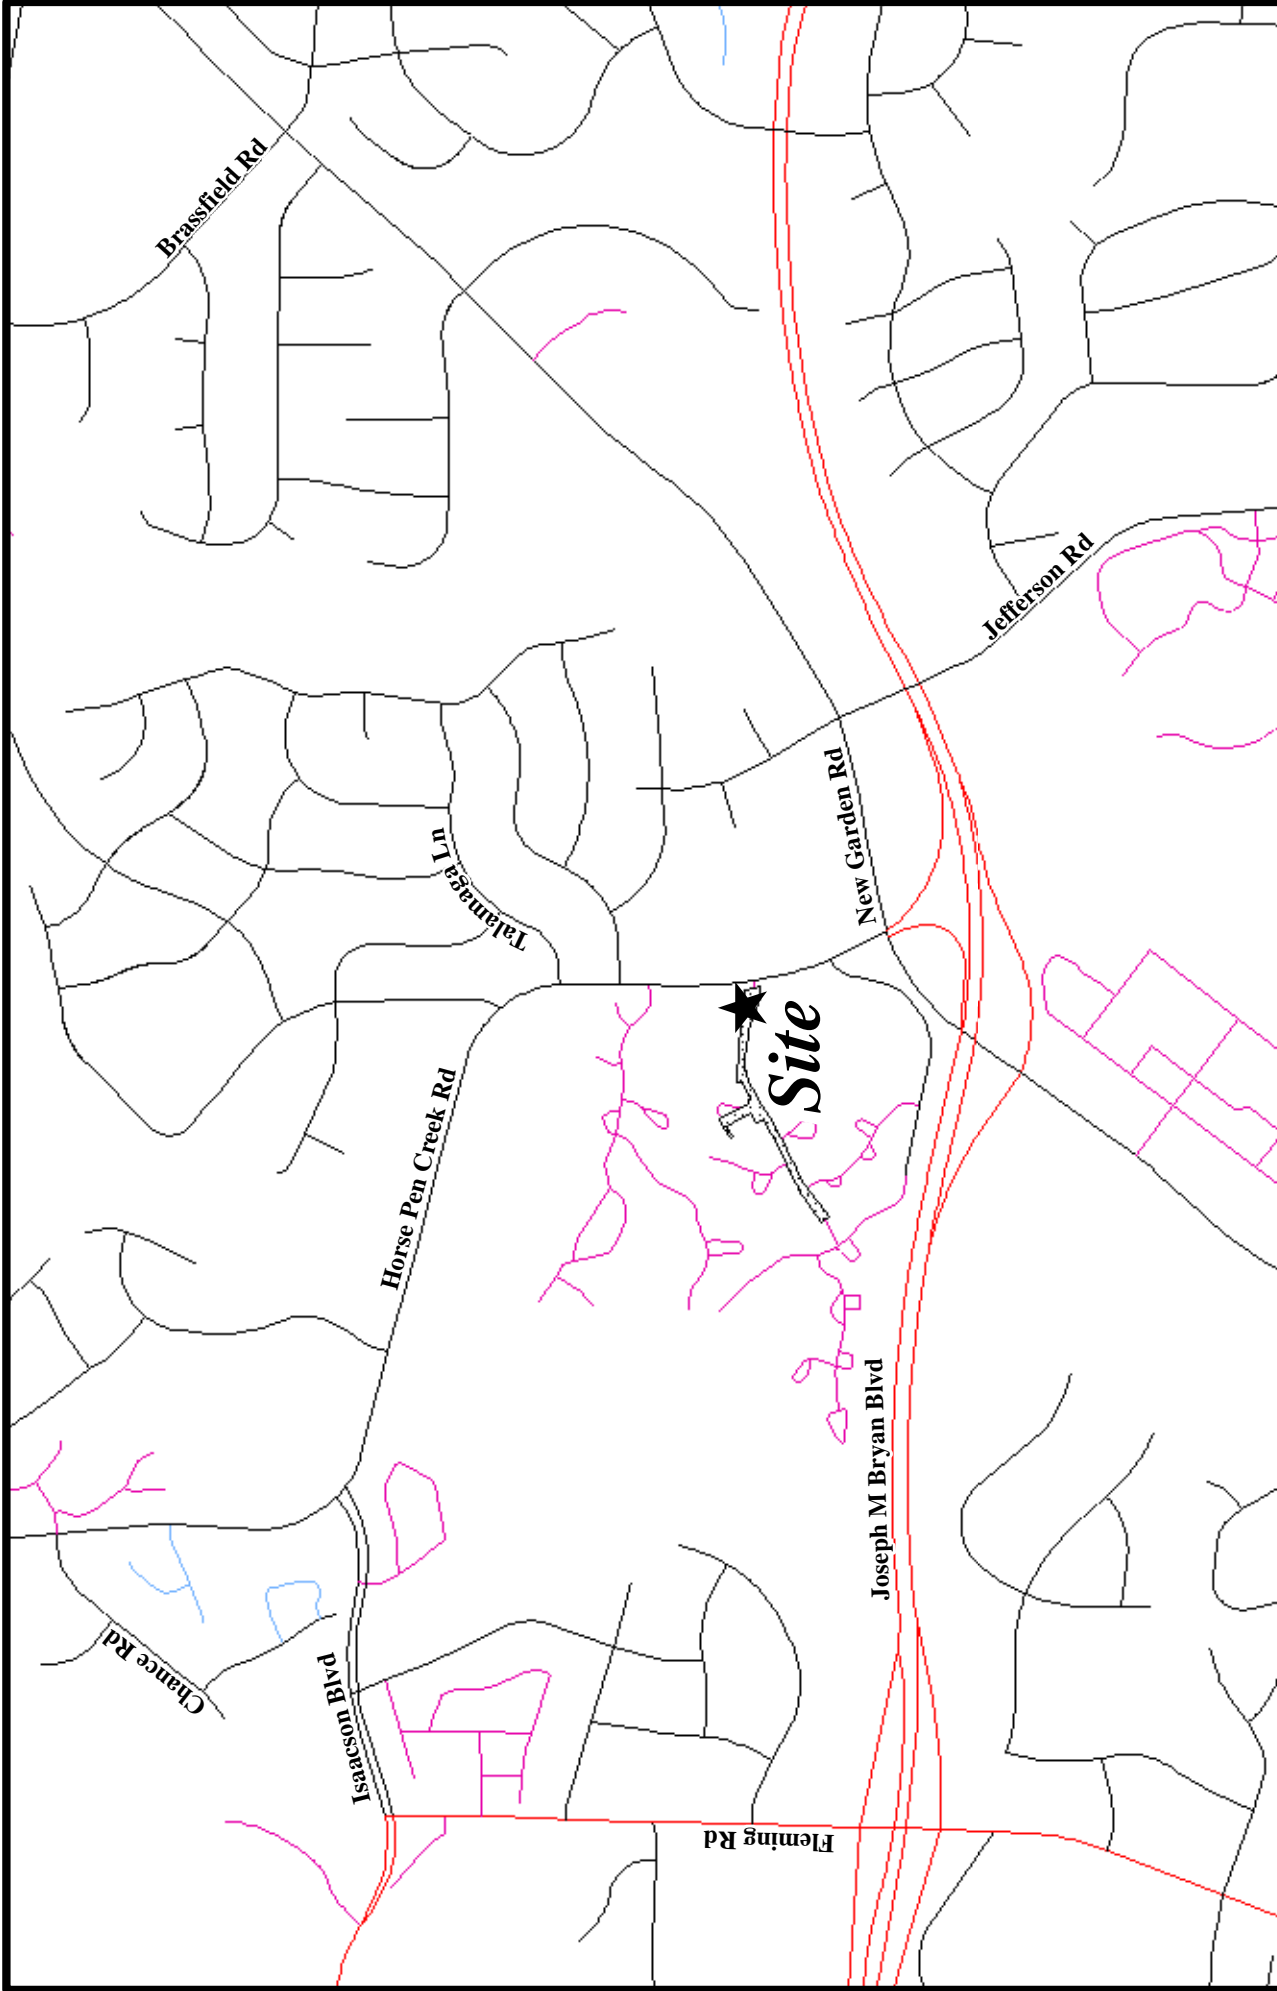 Brassfield Rd
Jefferson Rd
New Garden Rd
Talamaga Ln
Site
Horse Pen Creek Rd
Joseph M Bryan Blvd
Chance Rd
Isaacson Blvd
Fleming Rd